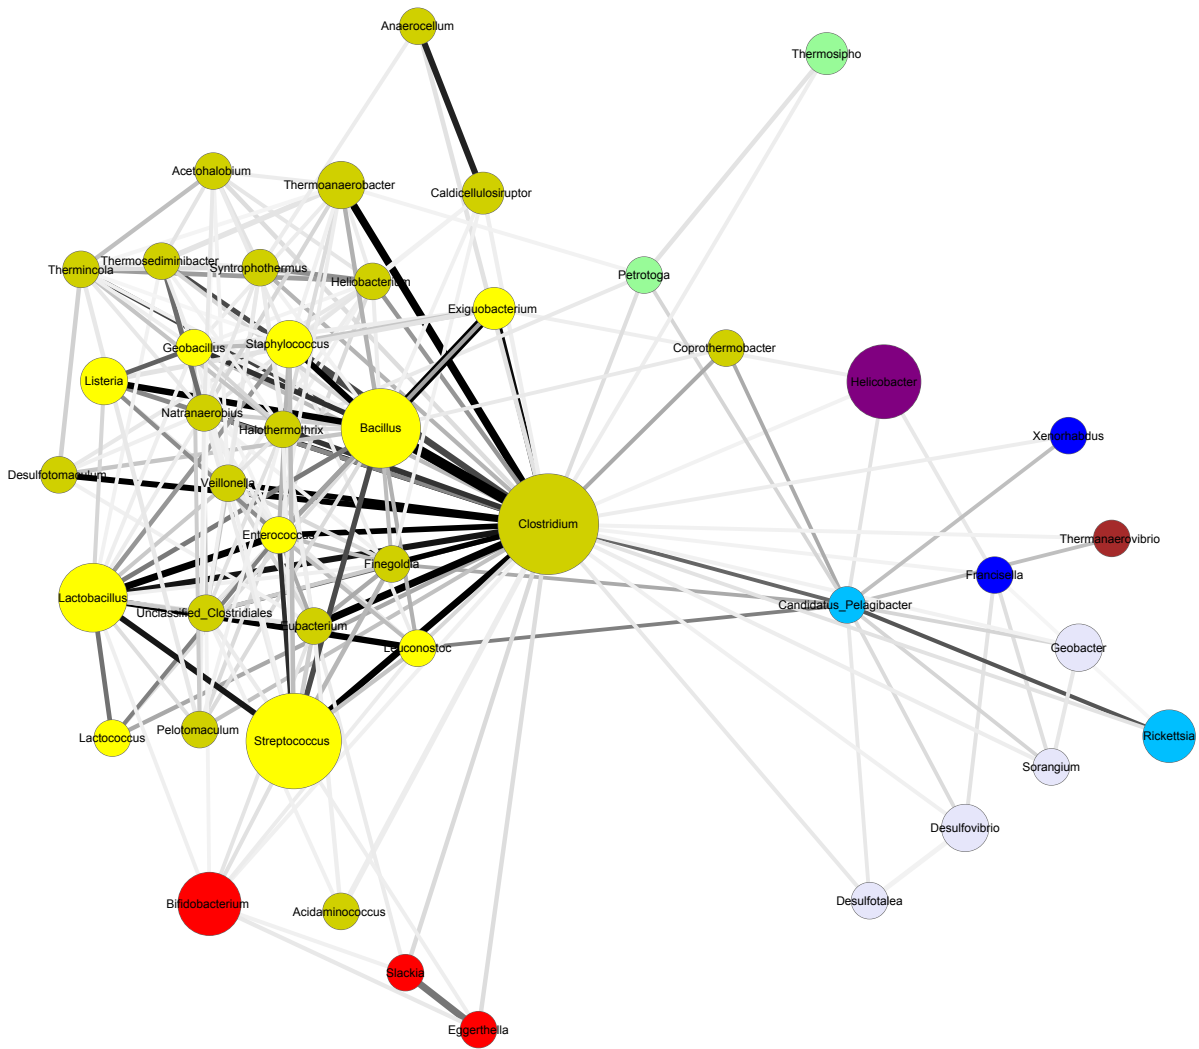 Anaerocellum
Thermosipho
Acetohalobium
Thermoanaerobacter
Caldicellulosiruptor
Thermincola
Thermosediminibacter
Syntrophothermus
Heliobacterium
Petrotoga
Exiguobacterium
Geobacillus
Staphylococcus
Coprothermobacter
Listeria
Helicobacter
Natranaerobius
Halothermothrix
Bacillus
Xenorhabdus
Desulfotomaculum
Veillonella
Clostridium
Enterococcus
Thermanaerovibrio
Finegoldia
Francisella
Lactobacillus
Unclassified_Clostridiales
Eubacterium
Candidatus_Pelagibacter
Leuconostoc
Geobacter
Lactococcus
Pelotomaculum
Streptococcus
Rickettsia
Sorangium
Desulfovibrio
Bifidobacterium
Acidaminococcus
Desulfotalea
Slackia
Eggerthella